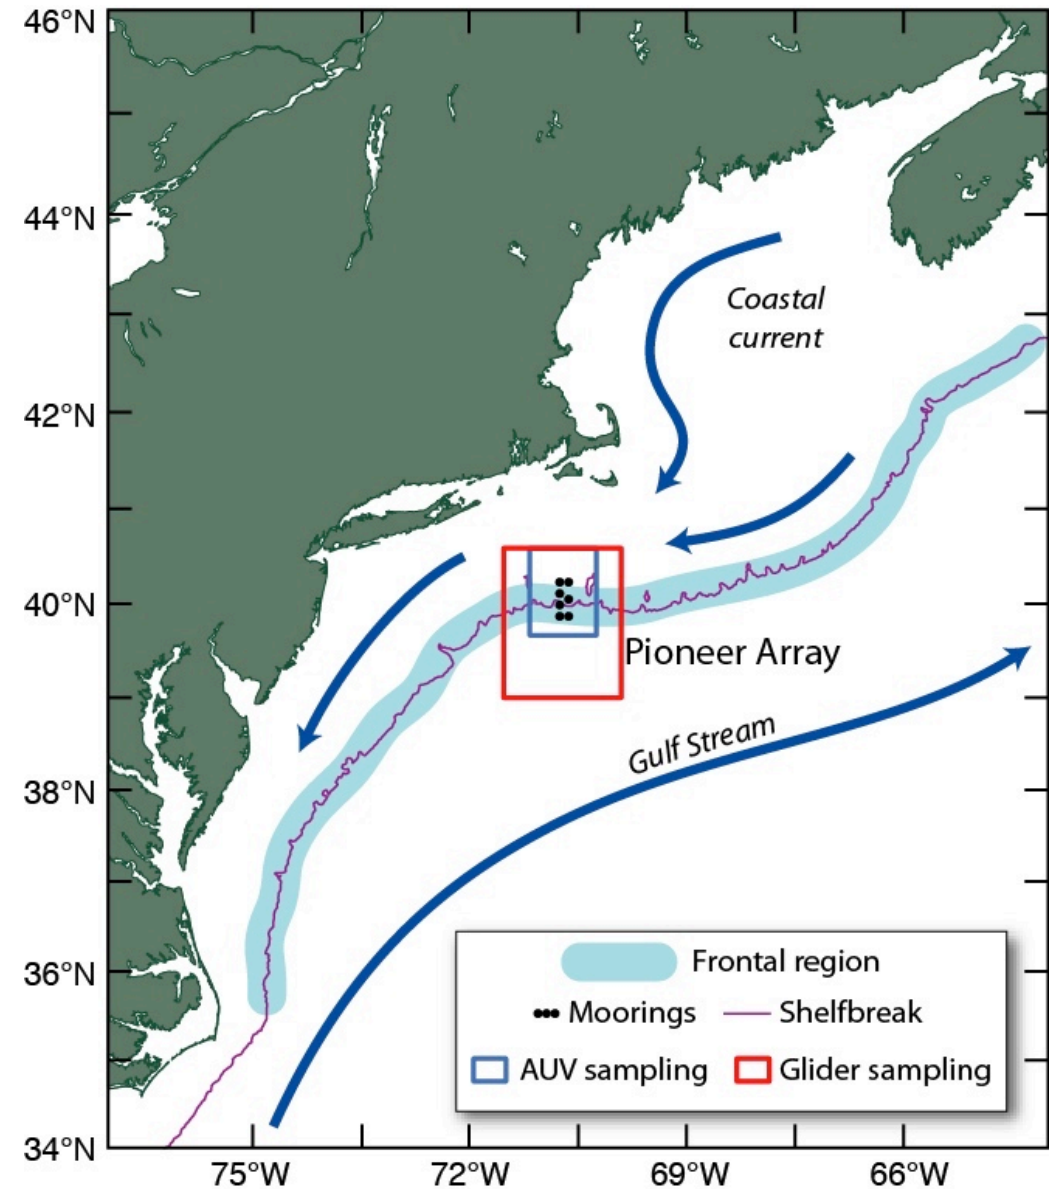 46°N
44°N
42°N
40°N
38°N
36°N
34°N
75°W
72°W
69°W
66°W
Coastal
current
Pioneer Array
Gulf Stream
Frontal region
Moorings
Shelfbreak
AUV sampling
Glider sampling